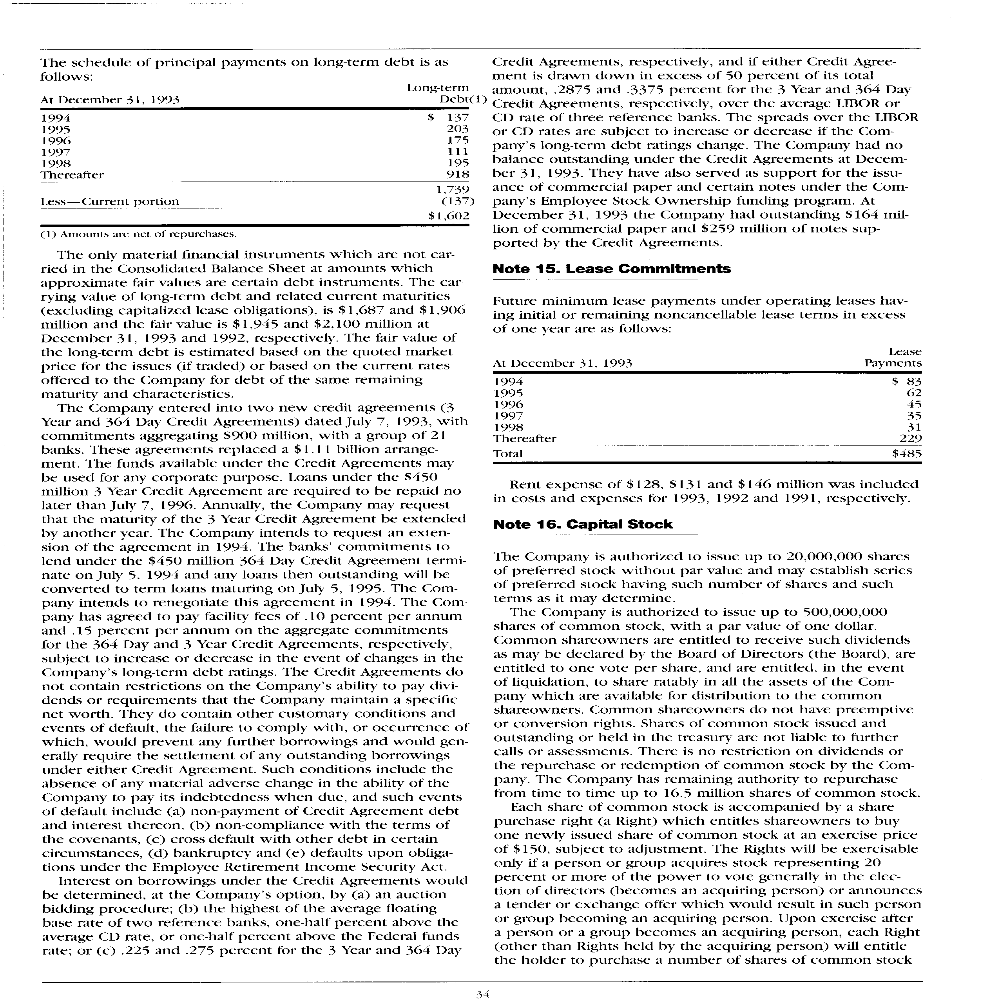 The schedule of principal payments on long-term debt is as
follows:
Long-term
At December 31, 1993 Debt(1)
1994 $ 137
1995 203
1996 175
1997 111
1998 195
Thereafter 918
1,739
Less—Current portion (137)
$1,602
(1) Amounts are net of repurchases.
The only material financial instruments which are not car-
ried in the Consolidated Balance Sheet at amounts which
approximate fair values are certain debt instruments. The car
rying value of long-term debt and related current maturities
(excluding capitalized lease obligations), is $1,687 and $1,906
million and the fair value is $1,945 and $2,100 million at
December 31, 1993 and 1992, respectively. The fair value of
the long-term debt is estimated based on the quoted market
price for the issues (if traded) or based on the current rates
offered to the Company for debt of the same remaining
maturity and characteristics.
The Company entered into two new credit agreements (3
Year and 364 Day Credit Agreements) dated July 7, 1993, with
commitments aggregating $900 million, with a group of 21
banks. These agreements replaced a $1.11 billion arrange-
ment. The funds available under the Credit Agreements may
be used for any corporate purpose. Loans under the $450
million 3 Year Credit Agreement are required to be repaid no
later than July 7, 1996. Annually, the Company may request
that the maturity of the 3 Year Credit Agreement be extended
by another year. The Company intends to request an exten-
sion of the agreement in 1994. The banks' commitments to
lend under the $450 million 364 Day Credit Agreement termi-
nate on July 5, 1994 and any loans then outstanding will be
converted to term loans maturing on July 5, 1995. The Com-
pany intends to renegotiate this agreement in 1994. The Com-
pany has agreed to pay facility fees of .10 percent per annum
and .15 percent per annum on the aggregate commitments
for the 364 Day and 3 Year Credit Agreements, respectively,
subject to increase or decrease in the event of changes in the
Company's long-term debt ratings. The Credit Agreements do
not contain restrictions on the Company's ability to pay divi-
dends or requirements that the Company maintain a specific
net worth. They do contain other customary conditions and
events of default, the failure to comply with, or occurrence of
which, would prevent any further borrowings and would gen-
erally require the settlement of any outstanding borrowings
under either Credit Agreement. Such conditions include the
absence of any material adverse change in the ability of the
Company to pay its indebtedness when due, and such events
of default include (a) non-payment of Credit Agreement debt
and interest thereon, (b) non-compliance with the terms of
the covenants, (c) cross default with other debt in certain
circumstances, (d) bankruptcy and (e) defaults upon obliga-
tions under the Employee Retirement Income Security Act.
Interest on borrowings under the Credit Agreements would
be determined, at the Company's option, by (a) an auction
bidding procedure; (b) the highest of the average floating
base rate of two reference banks, one-half percent above the
average CD rate, or one-half percent above the Federal funds
rate; or (c) .225 and .275 percent for the 3 Year and 364 Day
Credit Agreements, respectively, and if either Credit Agree-
ment is drawn down in excess of 50 percent of its total
amount, .2875 and .3375 percent for the 3 Year and 364 Day
Credit Agreements, respectively, over the average LIBOR or
CD rate of three reference banks. The spreads over the LIBOR
or CD rates are subject to increase or decrease if the Com-
pany's long-term debt ratings change. The Company had no
balance outstanding under the Credit Agreements at Decem-
ber 31, 1993. They have also served as support for the issu-
ance of commercial paper and certain notes under the Com-
pany's Employee Stock Ownership funding program. At
December 31, 1993 the Company had outstanding $164 mil-
lion of commercial paper and $259 million of notes sup-
ported by the Credit Agreements.
Note 15. Lease Commitments
Future minimum lease payments under operating leases hav-
ing initial or remaining noncancellable lease terms in excess
of one year are as follows:
Lease
At December 31, 1993 Payments
1994 $ 83
1995 62
1996 45
1997 35
1998 31
Thereafter 229
Total $485
Rent expense of $128, $131 and $146 million was included
in costs and expenses for 1993, 1992 and 1991, respectively.
Note 16. Capital Stock
The Company is authorized to issue up to 20,000,000 shares
of preferred stock without par value and may establish series
of preferred stock having such number of shares and such
terms as it may determine.
The Company is authorized to issue up to 500,000,000
shares of common stock, with a par value of one dollar.
Common shareowners are entitled to receive such dividends
as may be declared by the Board of Directors (the Board), are
entitled to one vote per share, and are entitled, in the event
of liquidation, to share ratably in all the assets of the Com-
pany which are available for distribution to the common
shareowners. Common shareowners do not have preemptive
or conversion rights. Shares of common stock issued and
outstanding or held in the treasury are not liable to further
calls or assessments. There is no restriction on dividends or
the repurchase or redemption of common stock by the Com-
pany. The Company has remaining authority to repurchase
from time to time up to 16.5 million shares of common stock.
Each share of common stock is accompanied by a share
purchase right (a Right) which entitles shareowners to buy
one newly issued share of common stock at an exercise price
of $150, subject to adjustment. The Rights will be exercisable
only if a person or group acquires stock representing 20
percent or more of the power to vote generally in the elec-
tion of directors (becomes an acquiring person) or announces
a tender or exchange offer which would result in such person
or group becoming an acquiring person. Upon exercise after
a person or a group becomes an acquiring person, each Right
(other than Rights held by the acquiring person) will entitle
the holder to purchase a number of shares of common stock
34